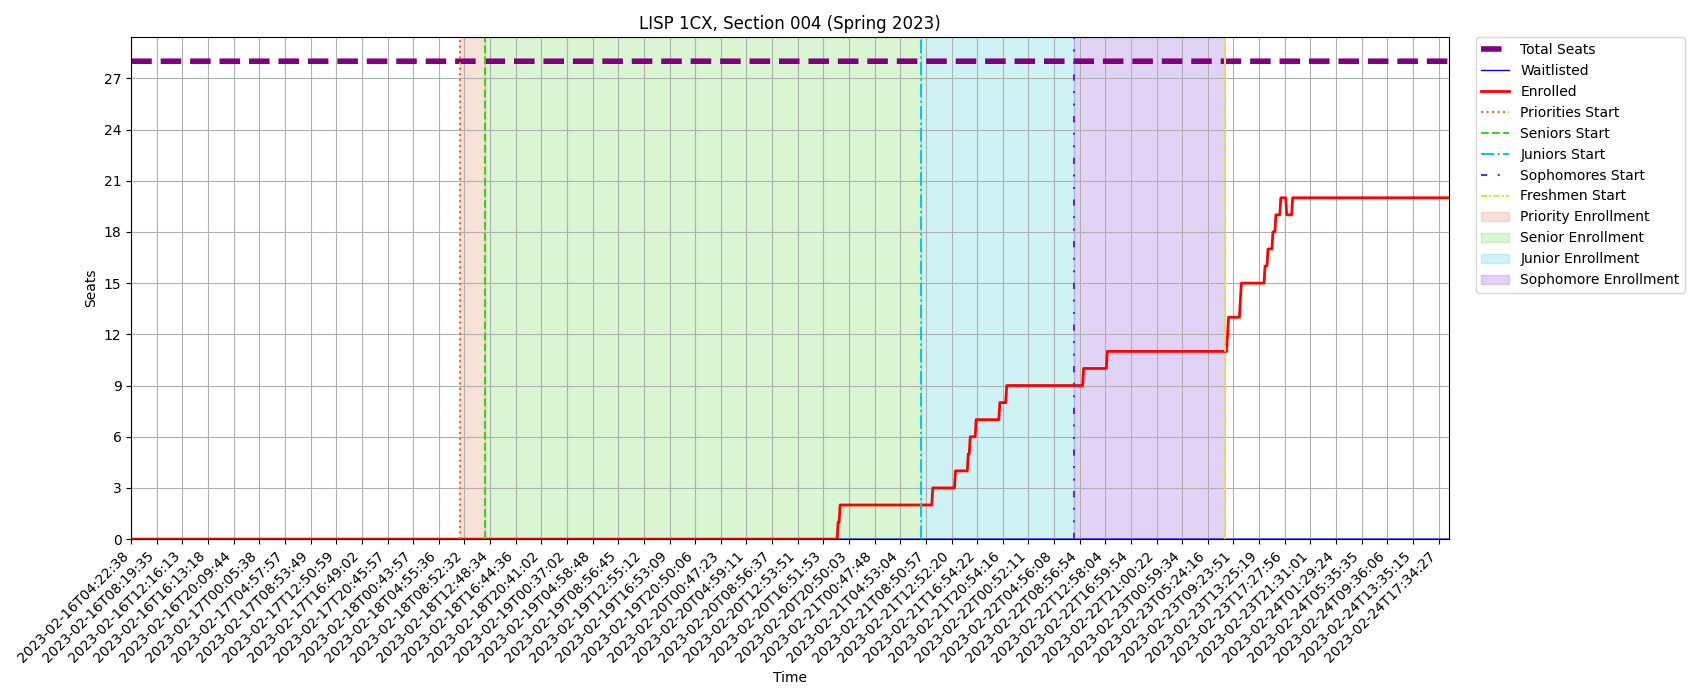 LISP 1CX, Section 004 (Spring 2023)
Total Seats
Waitlisted
Enrolled
Priorities Start
Seniors Start
Juniors Start
Sophomores Start
Freshmen Start
Priority Enrollment
Senior Enrollment
Junior Enrollment
Sophomore Enrollment
Seats
27
24
21
18
15
12
9
6
3
0
2023-02-16T04:22:38
2023-02-16T08:19:35
2023-02-16T12:16:13
2023-02-16T16:13:18
2023-02-16T20:09:44
2023-02-17T00:05:38
2023-02-17T04:57:57
2023-02-17T08:53:49
2023-02-17T12:50:59
2023-02-17T16:49:02
2023-02-17T20:45:57
2023-02-18T00:43:57
2023-02-18T04:55:36
2023-02-18T08:52:32
2023-02-18T12:48:34
2023-02-18T16:44:36
2023-02-18T20:41:02
2023-02-19T00:37:02
2023-02-19T04:58:48
2023-02-19T08:56:45
2023-02-19T12:55:12
2023-02-19T16:53:09
2023-02-19T20:50:06
2023-02-20T00:47:23
2023-02-20T04:59:11
2023-02-20T08:56:37
2023-02-20T12:53:51
2023-02-20T16:51:53
2023-02-20T20:50:03
2023-02-21T00:47:48
2023-02-21T04:53:04
2023-02-21T08:50:57
2023-02-21T12:52:20
2023-02-21T16:54:22
2023-02-21T20:54:16
2023-02-22T00:52:11
2023-02-22T04:56:08
2023-02-22T08:56:54
2023-02-22T12:58:04
2023-02-22T16:59:54
2023-02-22T21:00:22
2023-02-23T00:59:34
2023-02-23T05:24:16
2023-02-23T09:23:51
2023-02-23T13:25:19
2023-02-23T17:27:56
2023-02-23T21:31:01
2023-02-24T01:29:24
2023-02-24T05:35:35
2023-02-24T09:36:06
2023-02-24T13:35:15
2023-02-24T17:34:27
Time